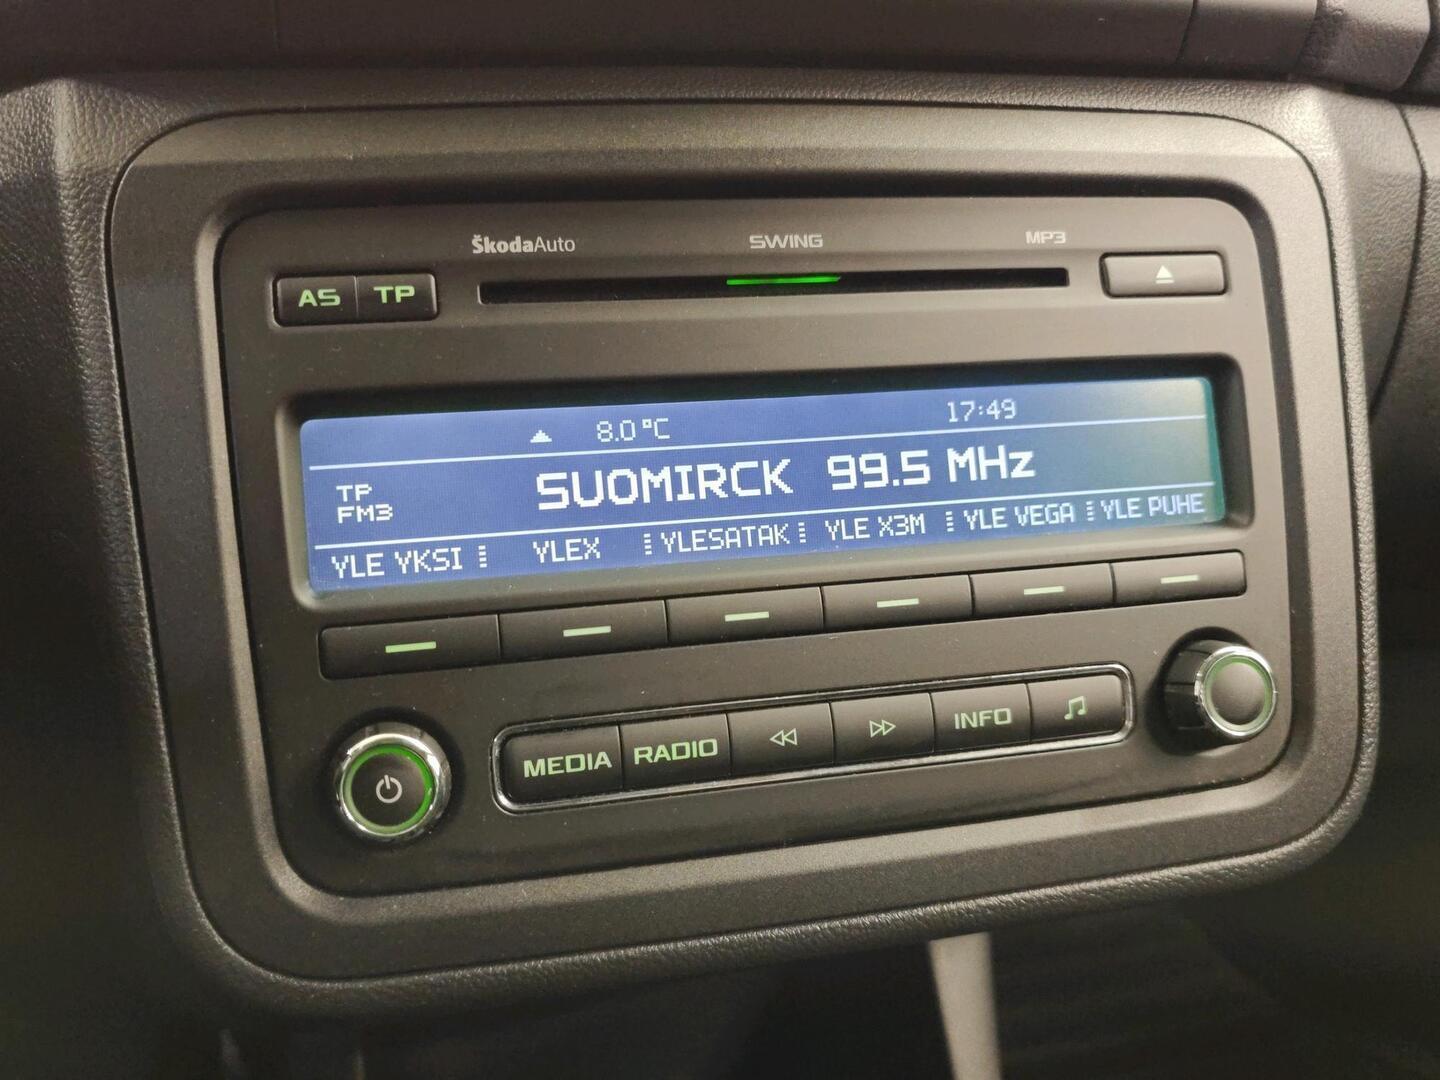 ŠkodaAuto SWING MP3
AS TP
8.0 °C 17:49
TP
FM3
SUOMIRCK 99.5 MHz
YLE YKSI YLEX YLESATAK YLE X3M YLE VEGA YLE PUHE
MEDIA RADIO INFO